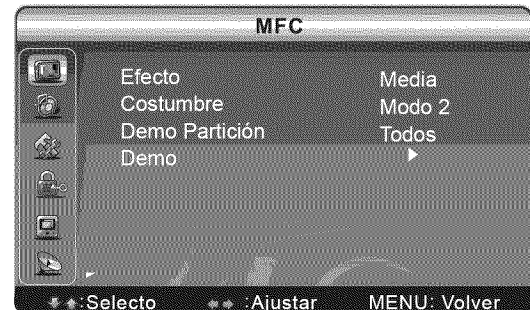 MFC
Efecto Media
Costumbre Modo 2
Demo Partición Todos
Demo
:Selecto :Ajustar MENU: Volver